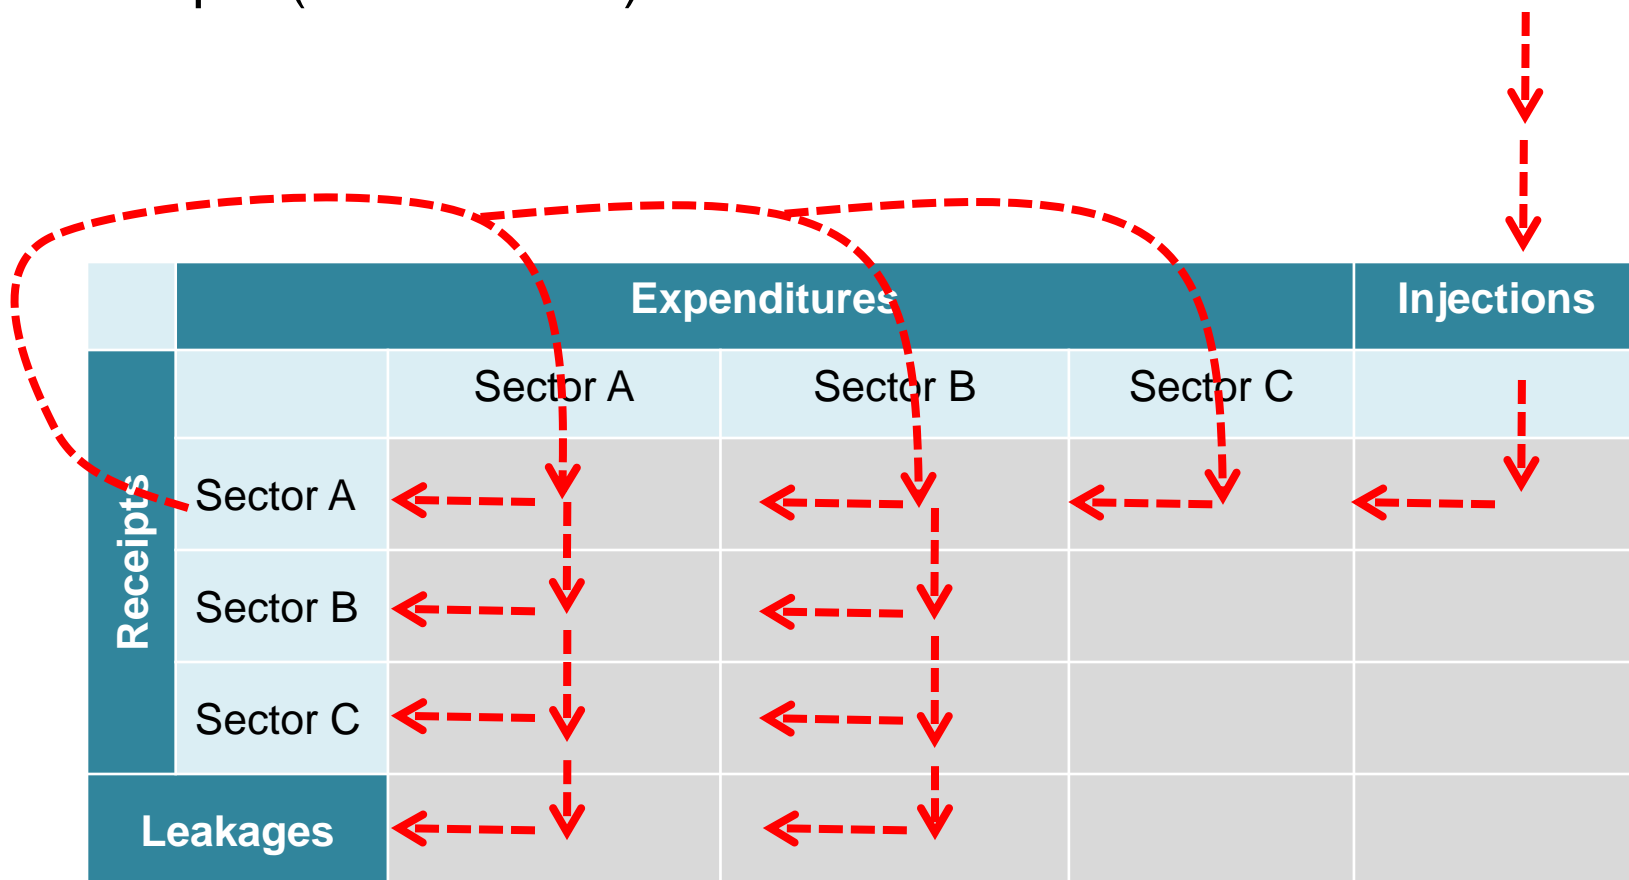 Expenditures Injections
Sector A Sector B Sector C
Receipts
Sector A
Sector B
Sector C
Leakages